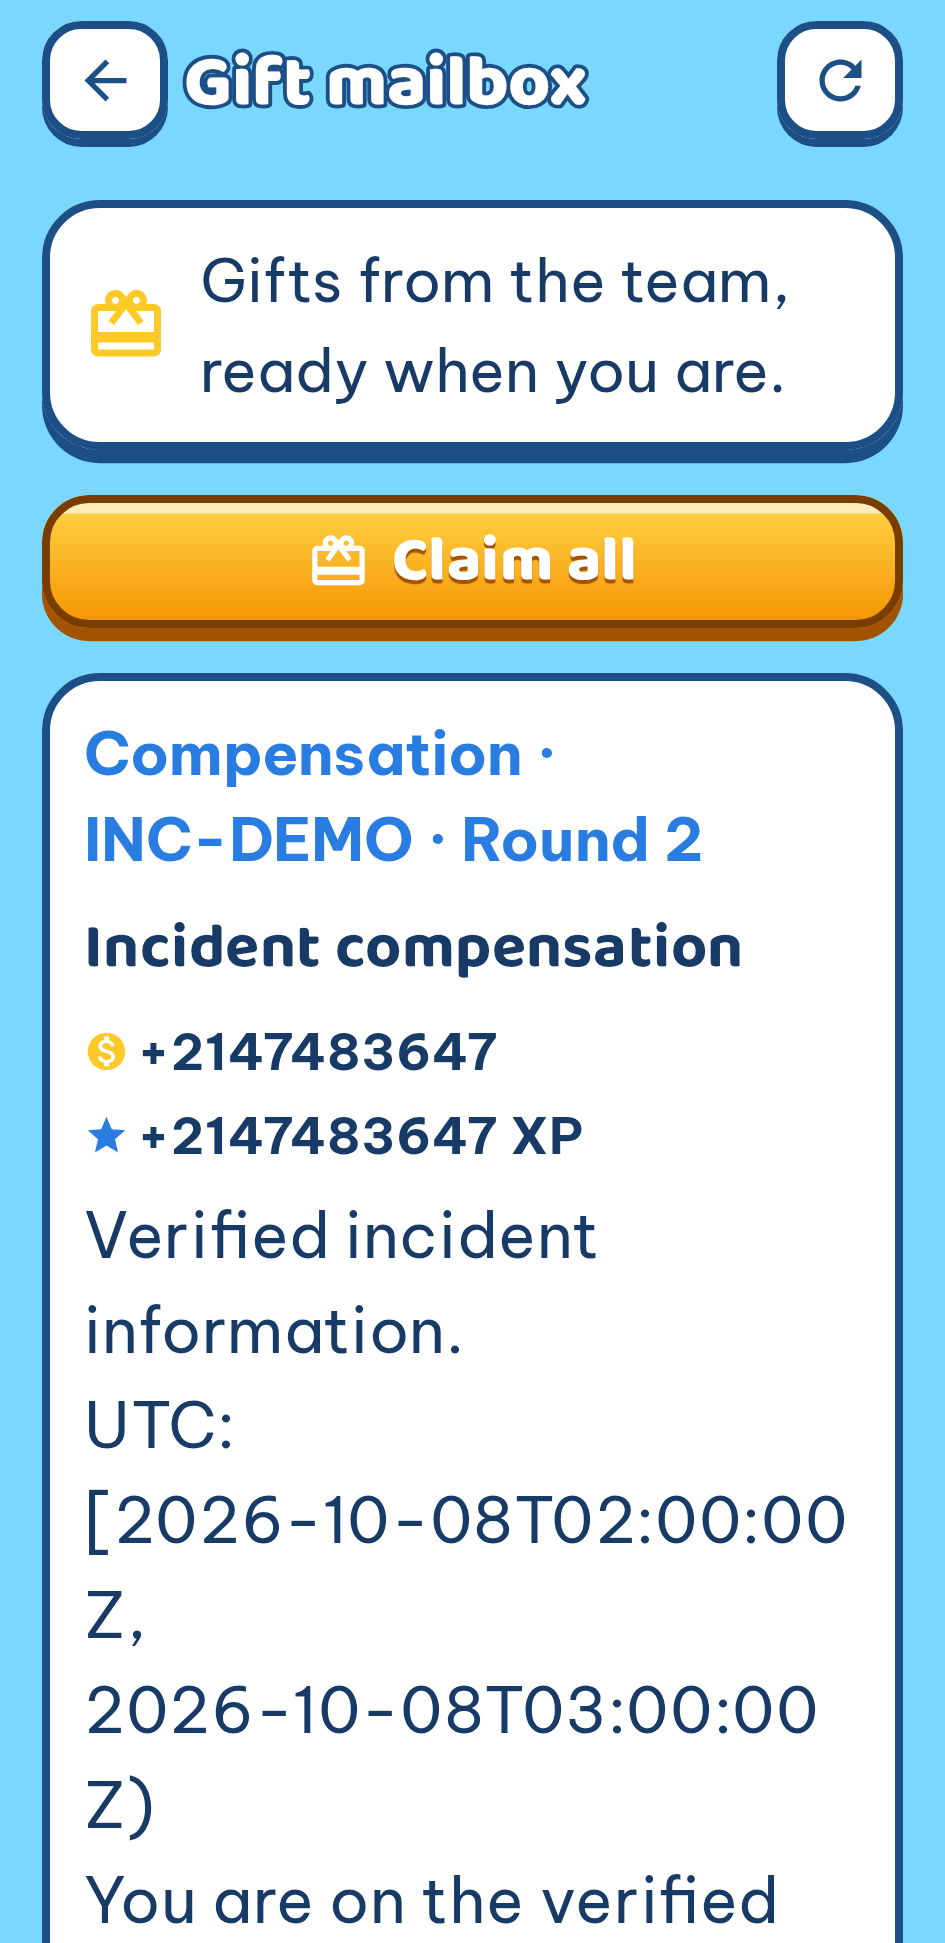 Gift mailbox
Gifts from the team,
ready when you are.
Claim all
Compensation ·
INC-DEMO · Round 2
Incident compensation
+2147483647
+2147483647 XP
Verified incident
information.
UTC:
[2026-10-08T02:00:00
Z,
2026-10-08T03:00:00
Z)
You are on the verified